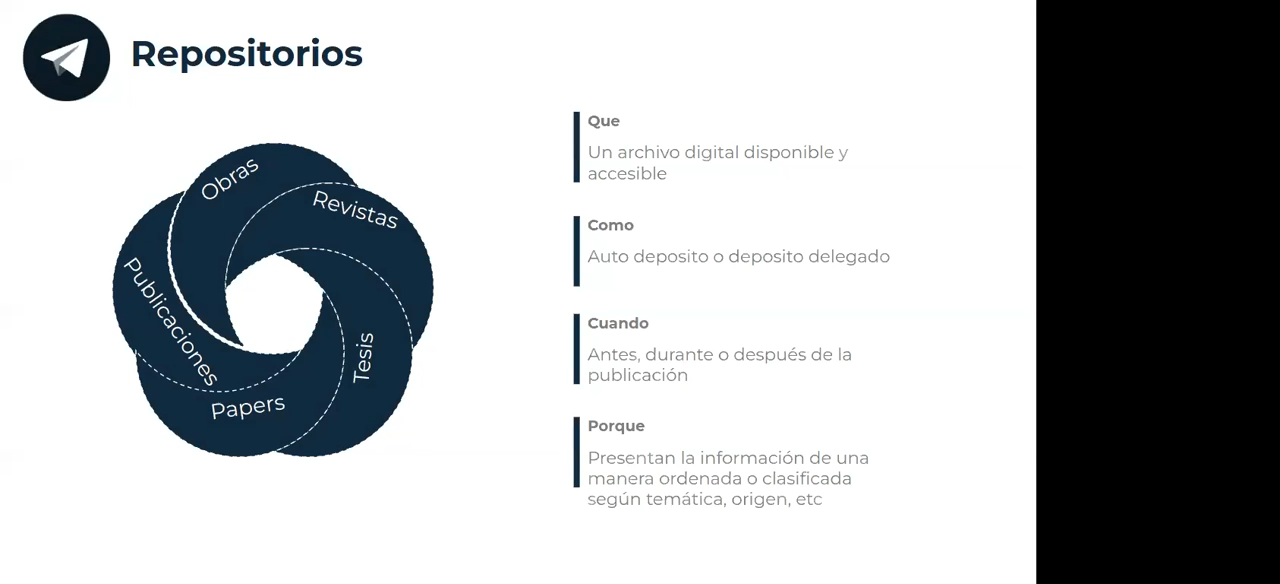 Repositorios
Obras
Revistas
Publicaciones
Tesis
Papers
Que
Un archivo digital disponible y
accesible
Como
Auto deposito o deposito delegado
Cuando
Antes, durante o después de la
publicación
Porque
Presentan la información de una
manera ordenada o clasificada
según temática, origen, etc